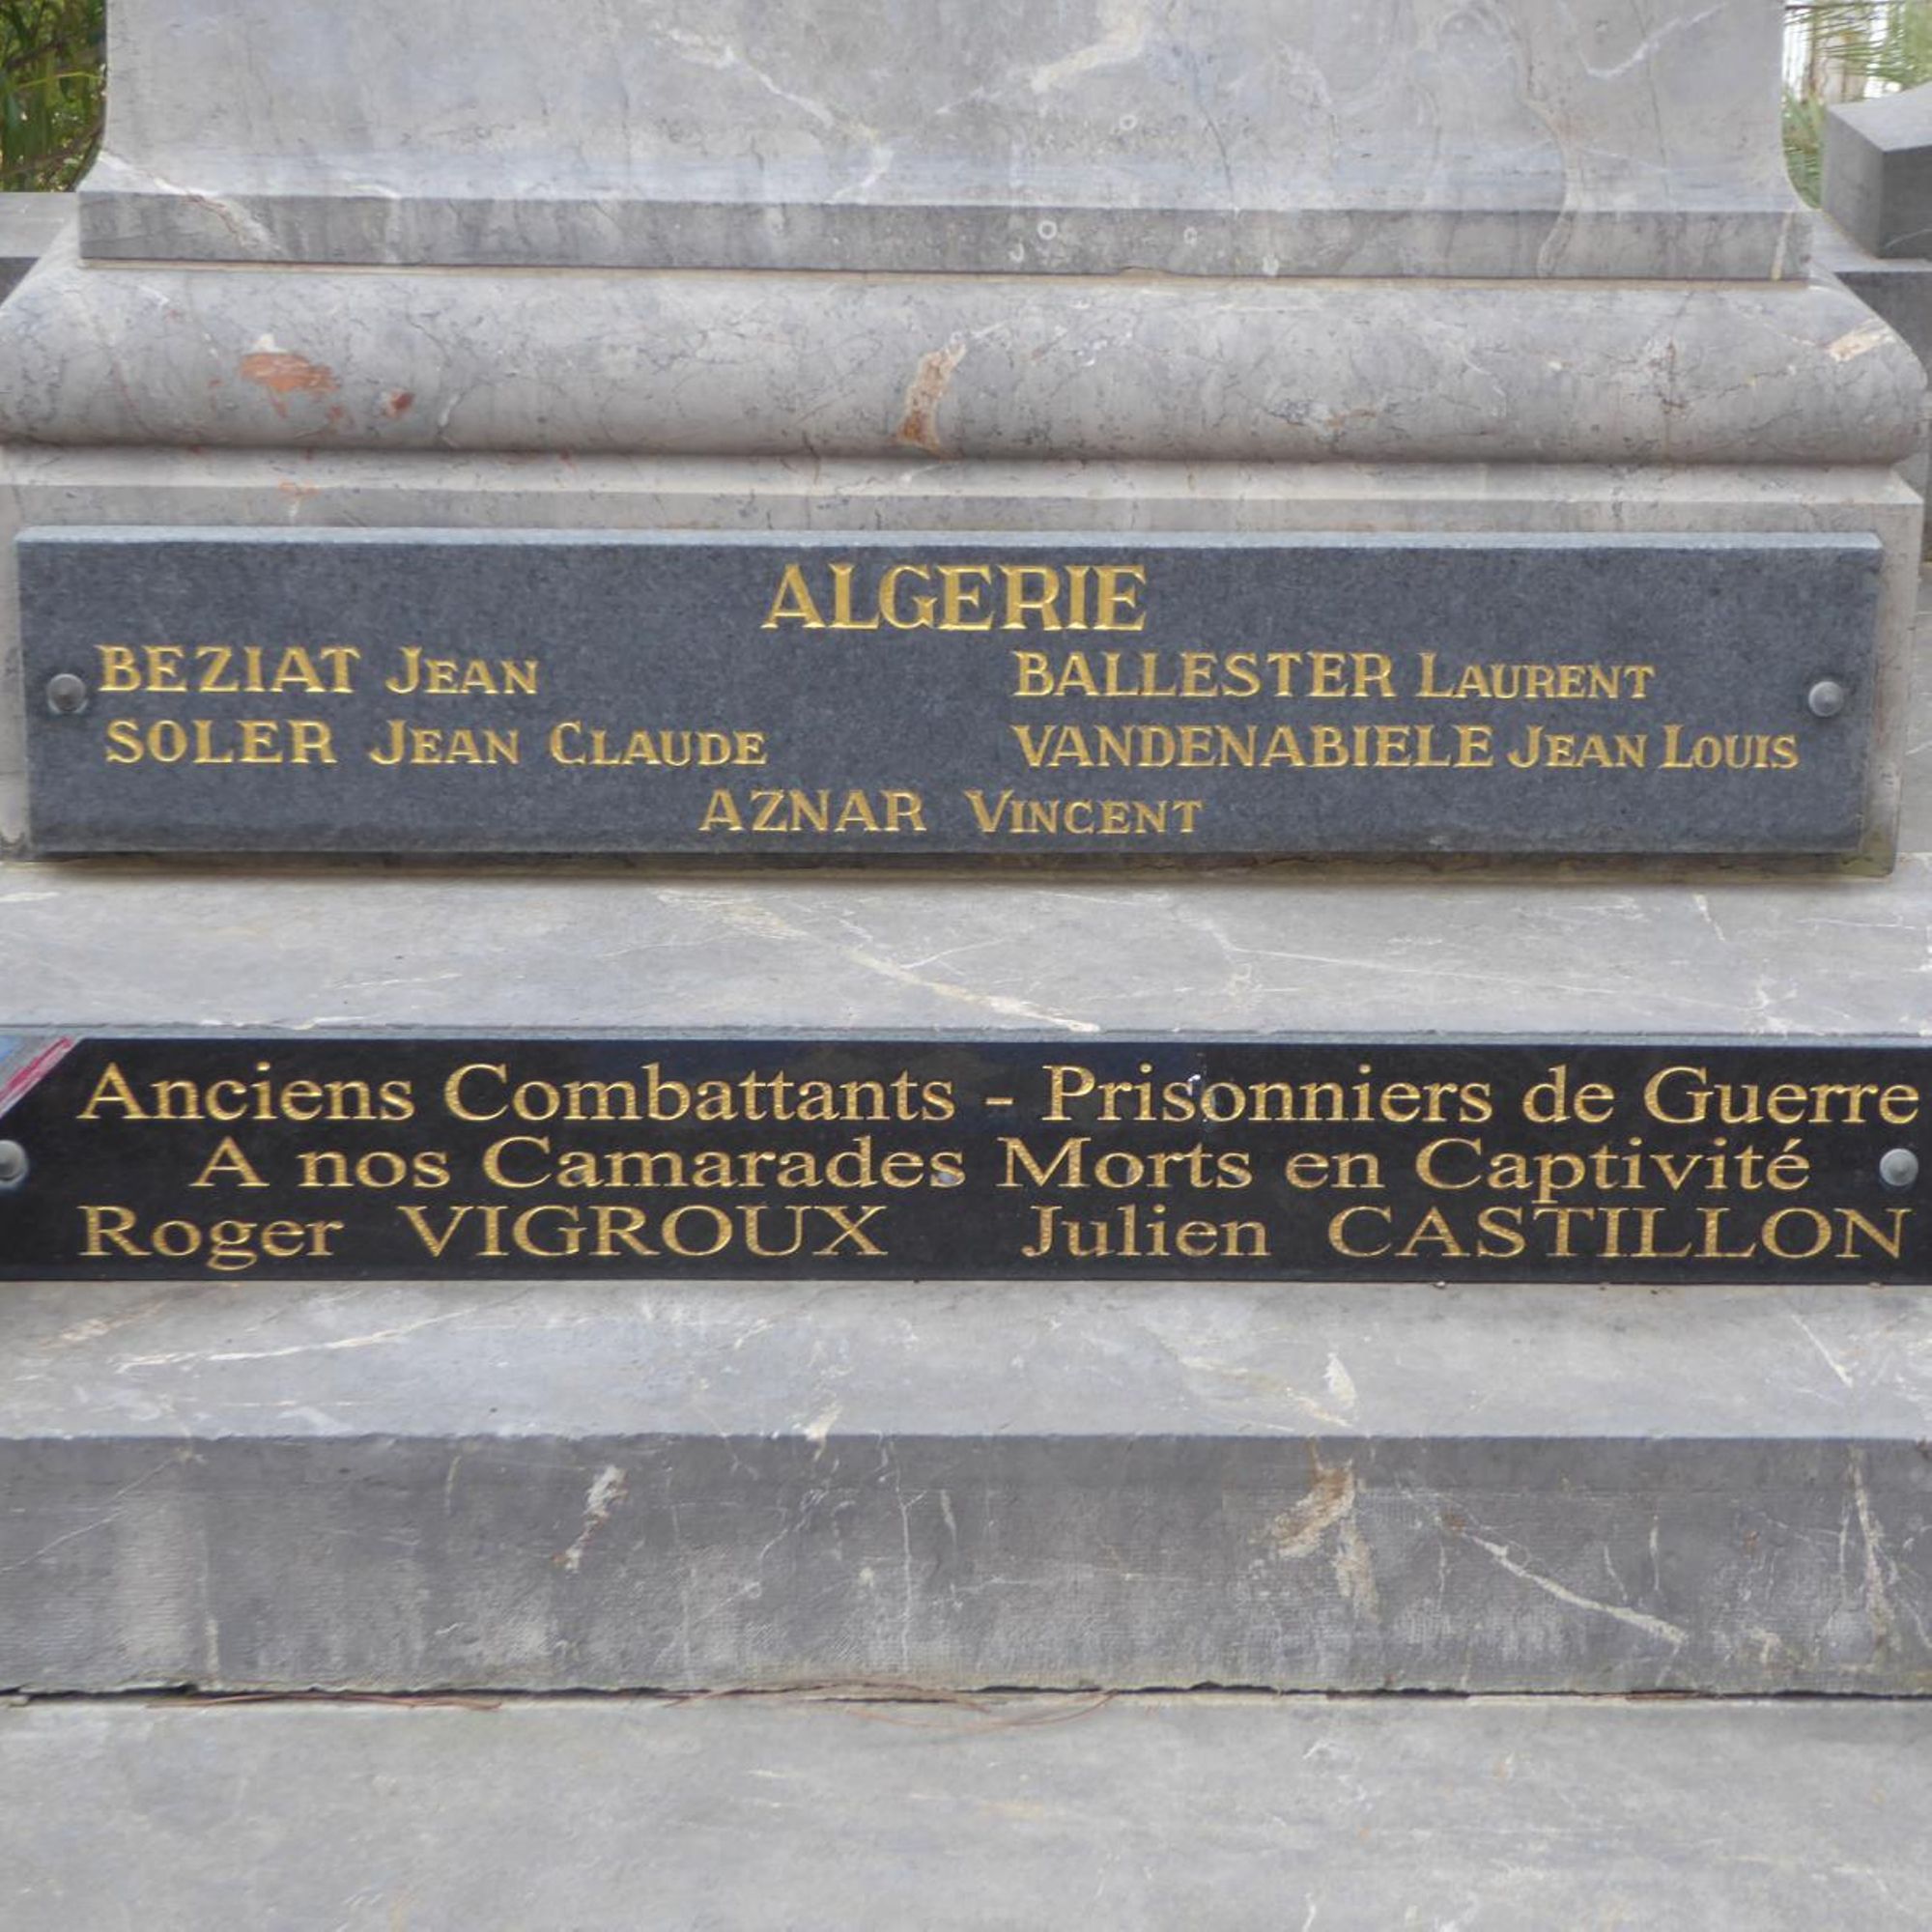 ALGERIE
BEZIAT JEAN BALLESTER LAURENT
SOLER JEAN CLAUDE VANDENABIELE JEAN LOUIS
AZNAR VINCENT
Anciens Combattants - Prisonniers de Guerre
A nos Camarades Morts en Captivité
Roger VIGROUX Julien CASTILLON